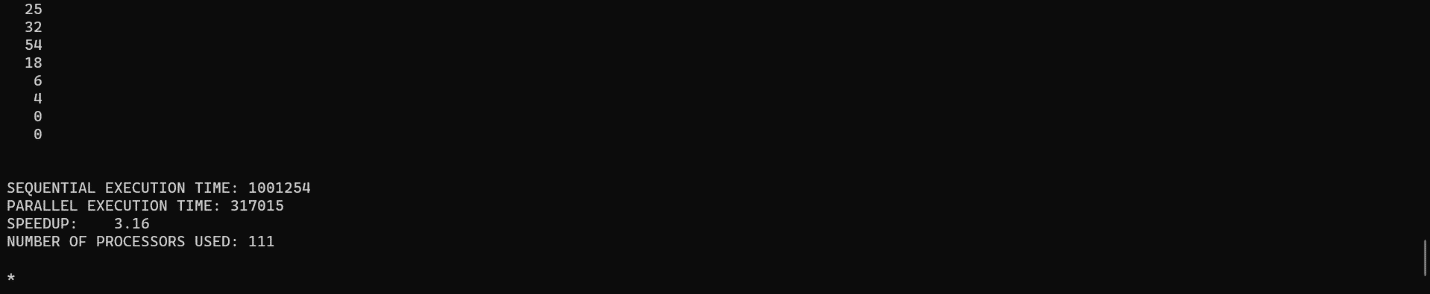 25
32
54
18
6
4
0
0
SEQUENTIAL EXECUTION TIME: 1001254
PARALLEL EXECUTION TIME: 317015
SPEEDUP:    3.16
NUMBER OF PROCESSORS USED: 111
*